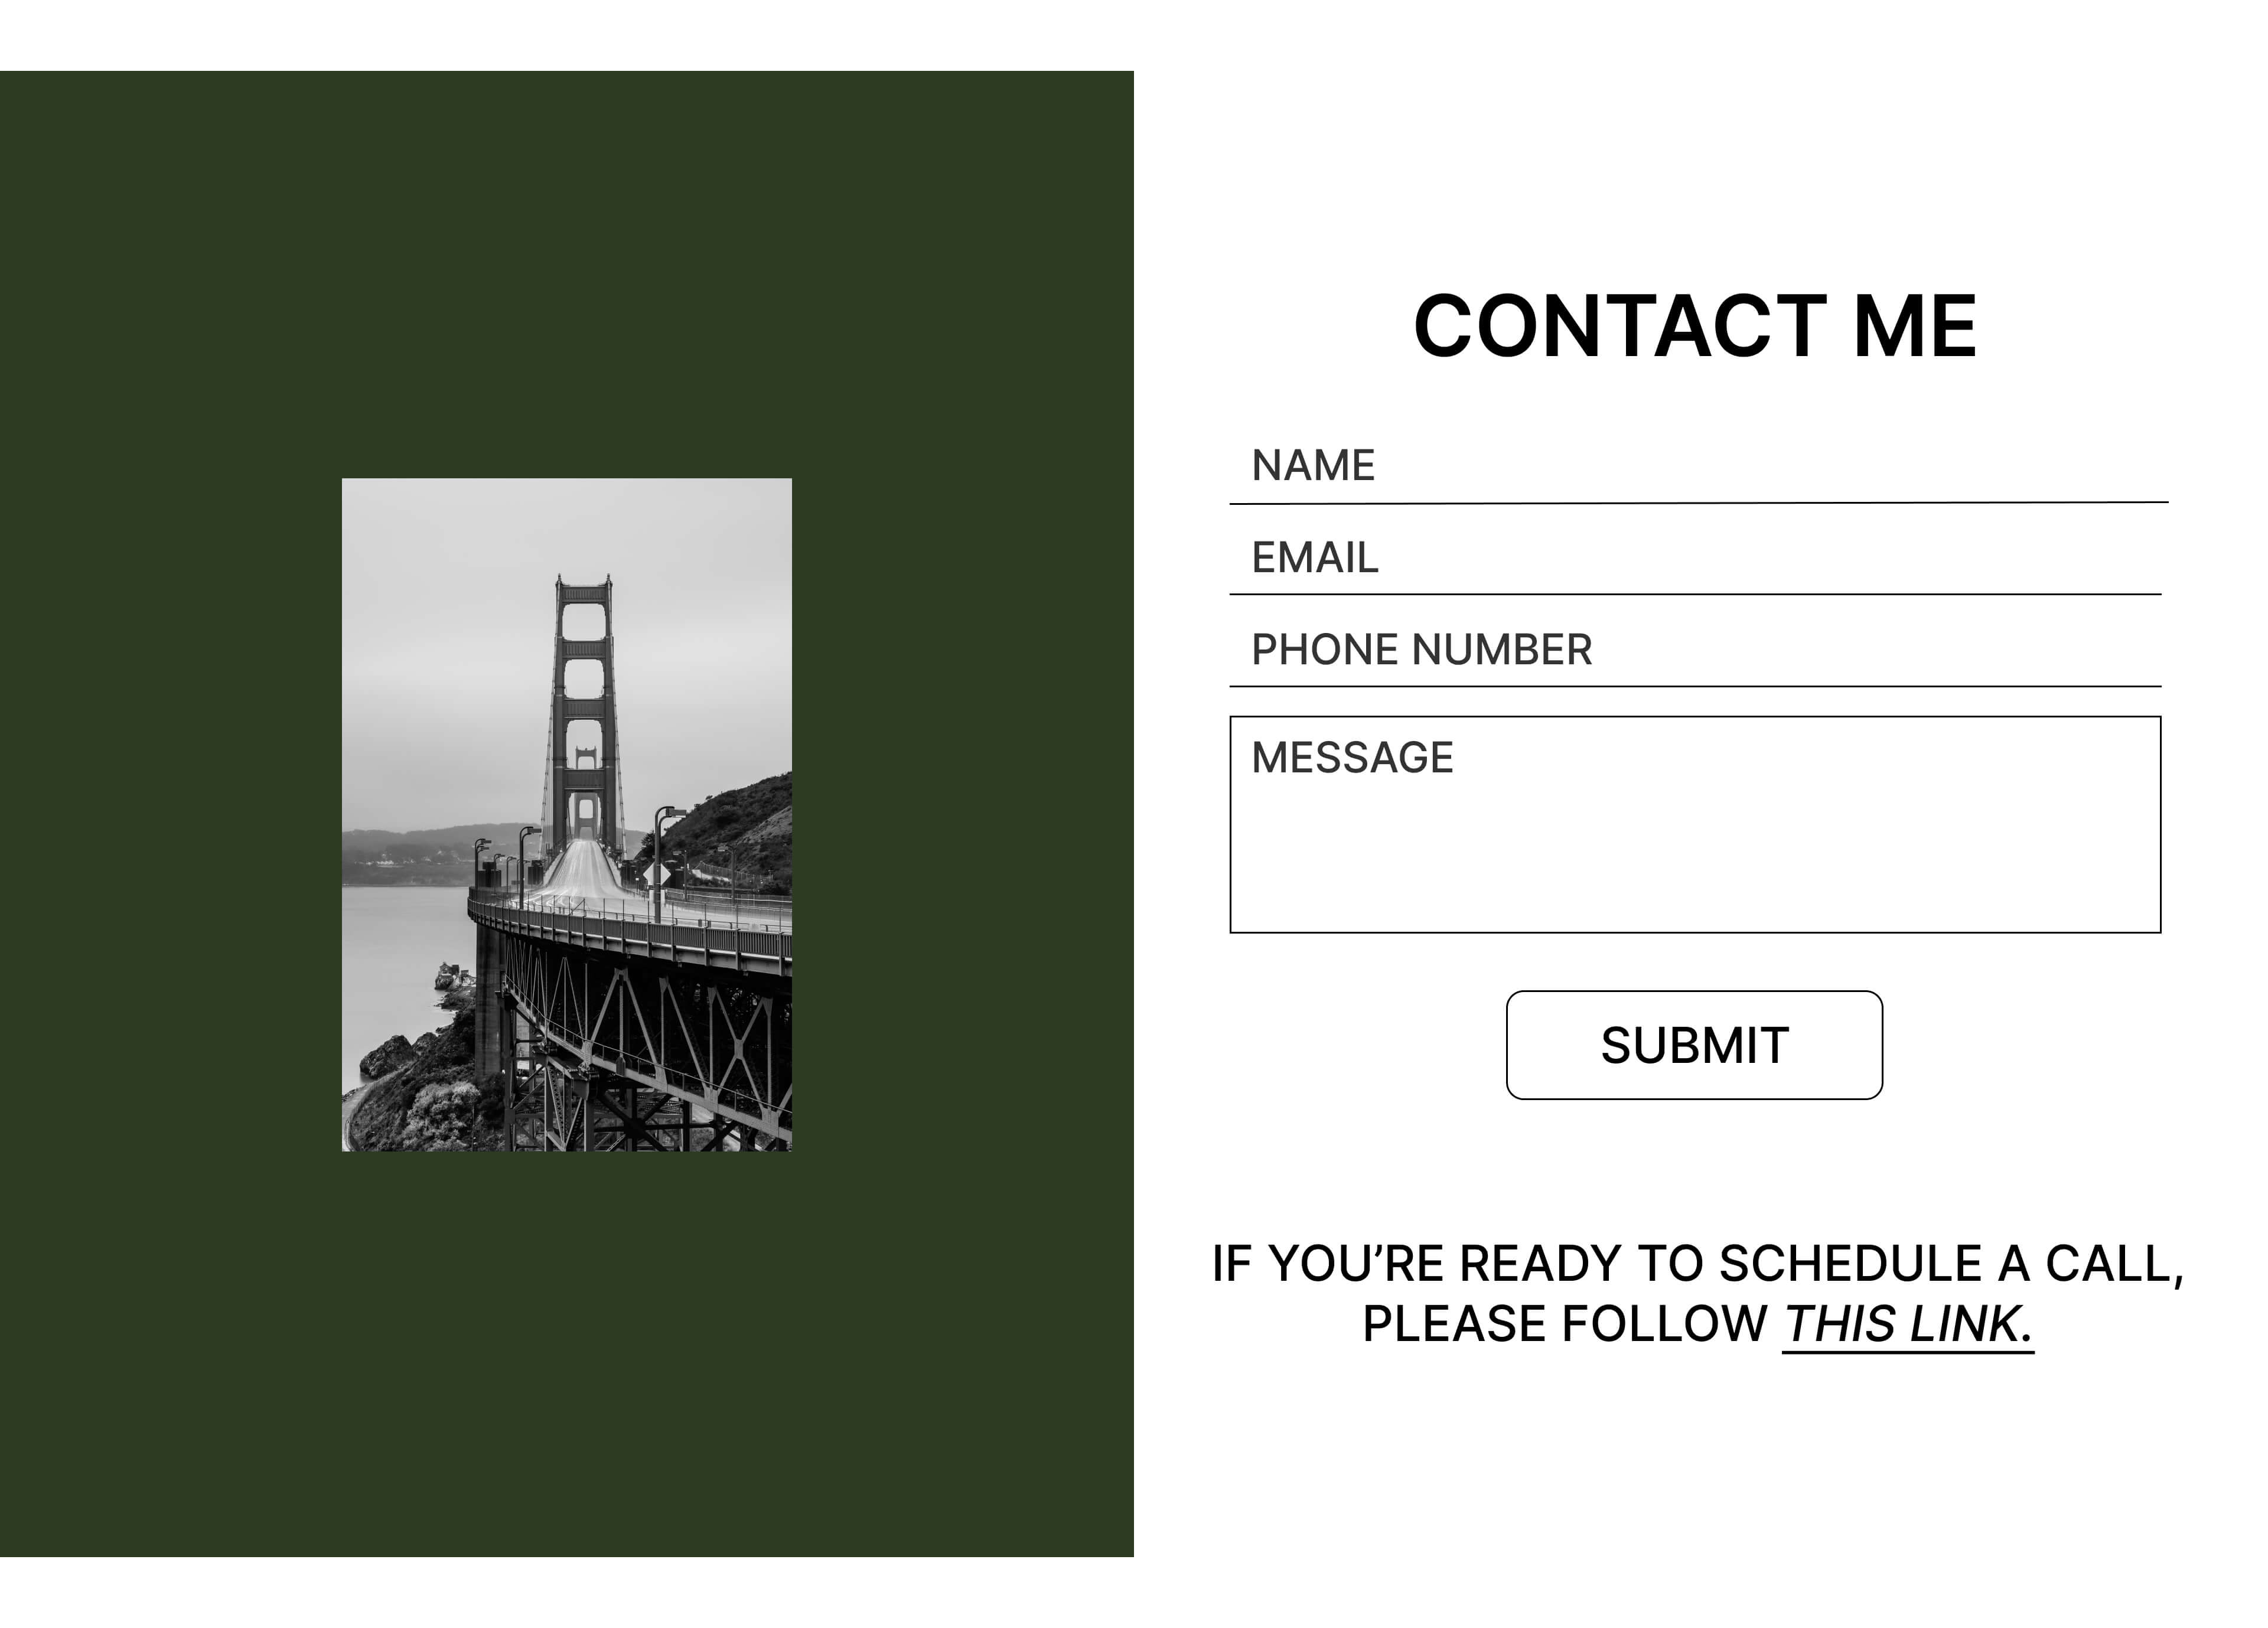 CONTACT ME
NAME
EMAIL
PHONE NUMBER
MESSAGE
SUBMIT
IF YOU’RE READY TO SCHEDULE A CALL,
PLEASE FOLLOW THIS LINK.